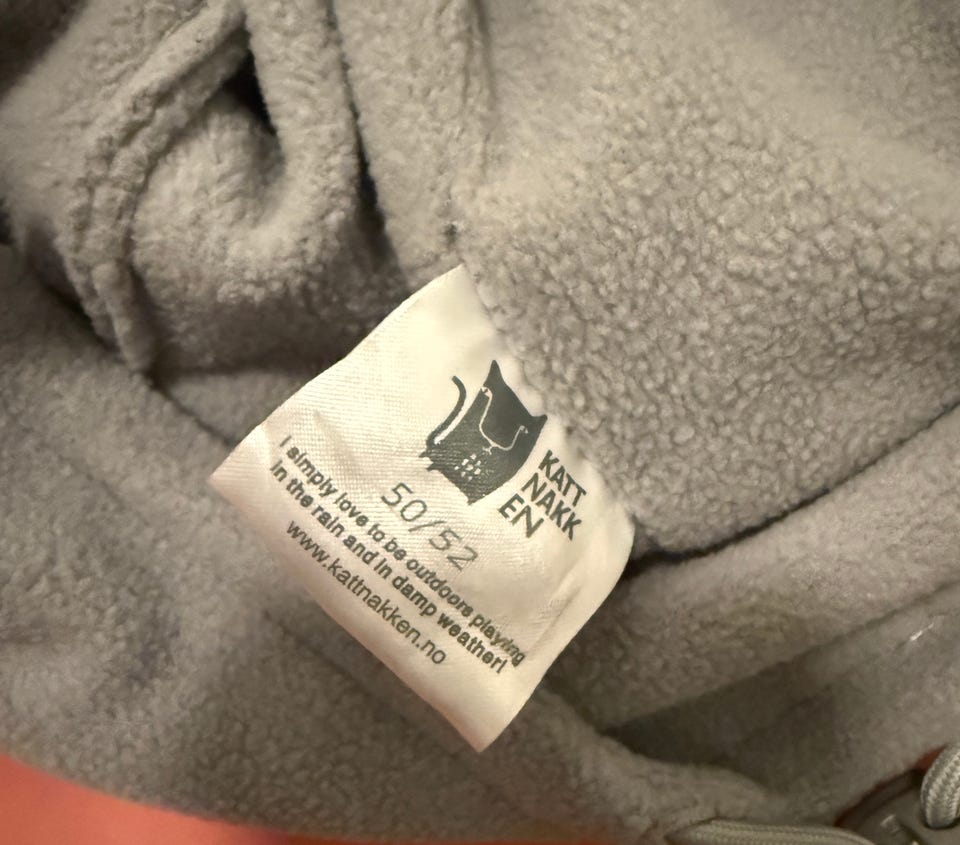 KATT
NAKK
EN
50/52
I simply love to be outdoors playing
in the rain and in damp weather!
www.kattnakken.no